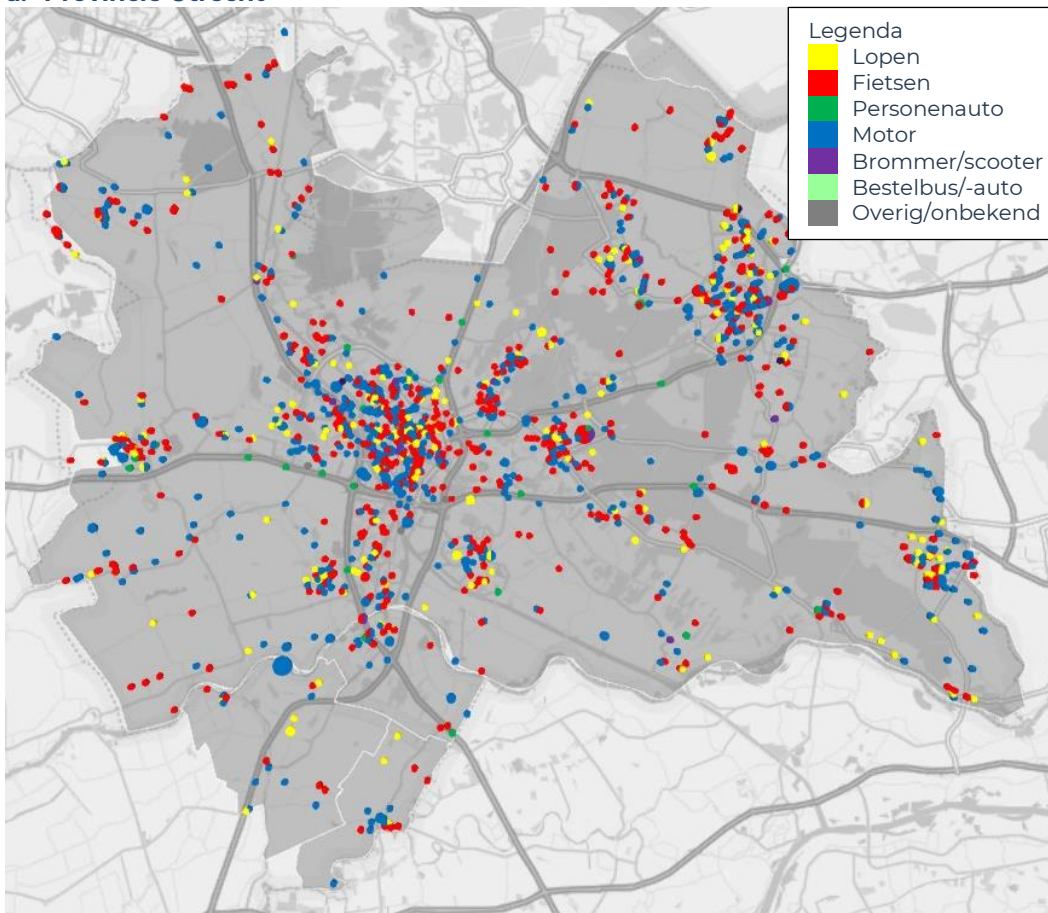 Legenda
Lopen
Fietsen
Personenauto
Motor
Brommer/scooter
Bestelbus/-auto
Overig/onbekend